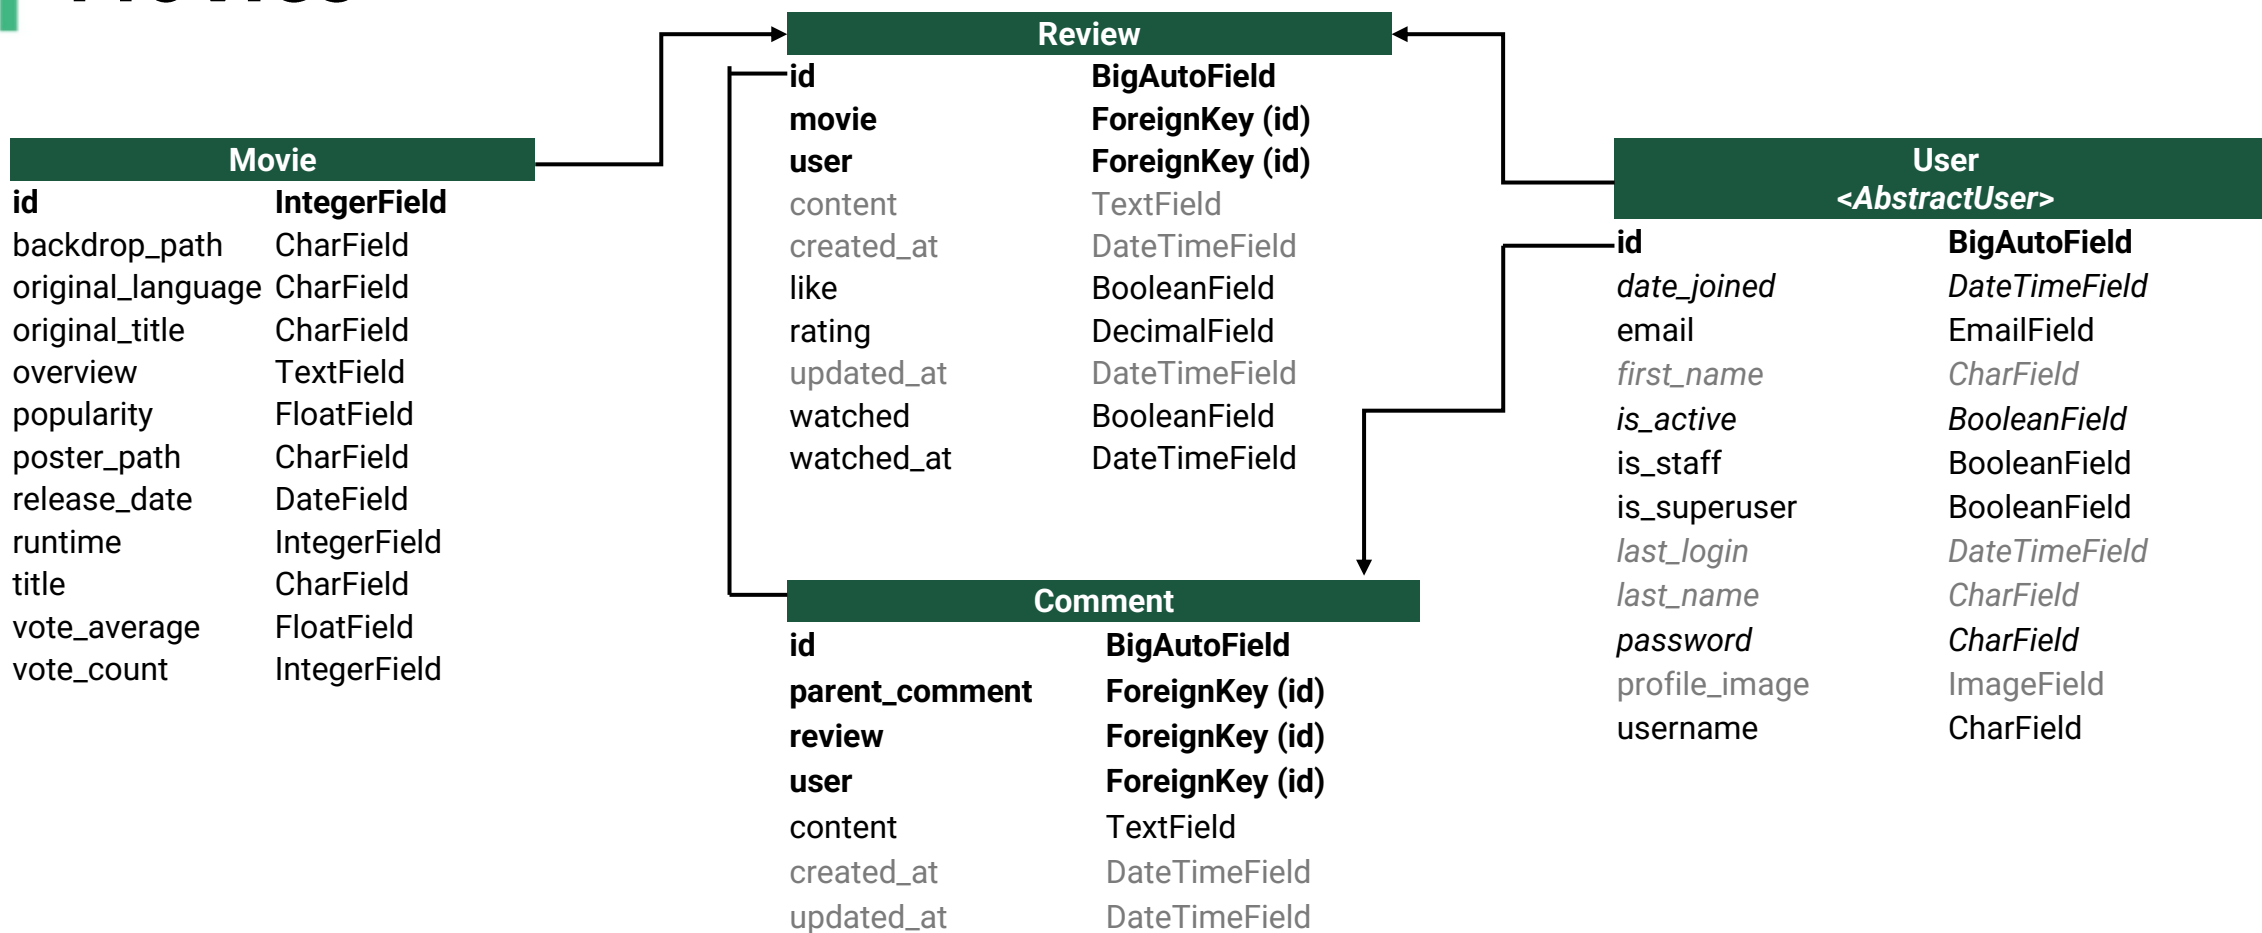 Review
id BigAutoField
movie ForeignKey (id)
user ForeignKey (id)
content TextField
created_at DateTimeField
like BooleanField
rating DecimalField
updated_at DateTimeField
watched BooleanField
watched_at DateTimeField
Movie
id IntegerField
backdrop_path CharField
original_language CharField
original_title CharField
overview TextField
popularity FloatField
poster_path CharField
release_date DateField
runtime IntegerField
title CharField
vote_average FloatField
vote_count IntegerField
Comment
id BigAutoField
parent_comment ForeignKey (id)
review ForeignKey (id)
user ForeignKey (id)
content TextField
created_at DateTimeField
updated_at DateTimeField
User
<AbstractUser>
id BigAutoField
date_joined DateTimeField
email EmailField
first_name CharField
is_active BooleanField
is_staff BooleanField
is_superuser BooleanField
last_login DateTimeField
last_name CharField
password CharField
profile_image ImageField
username CharField